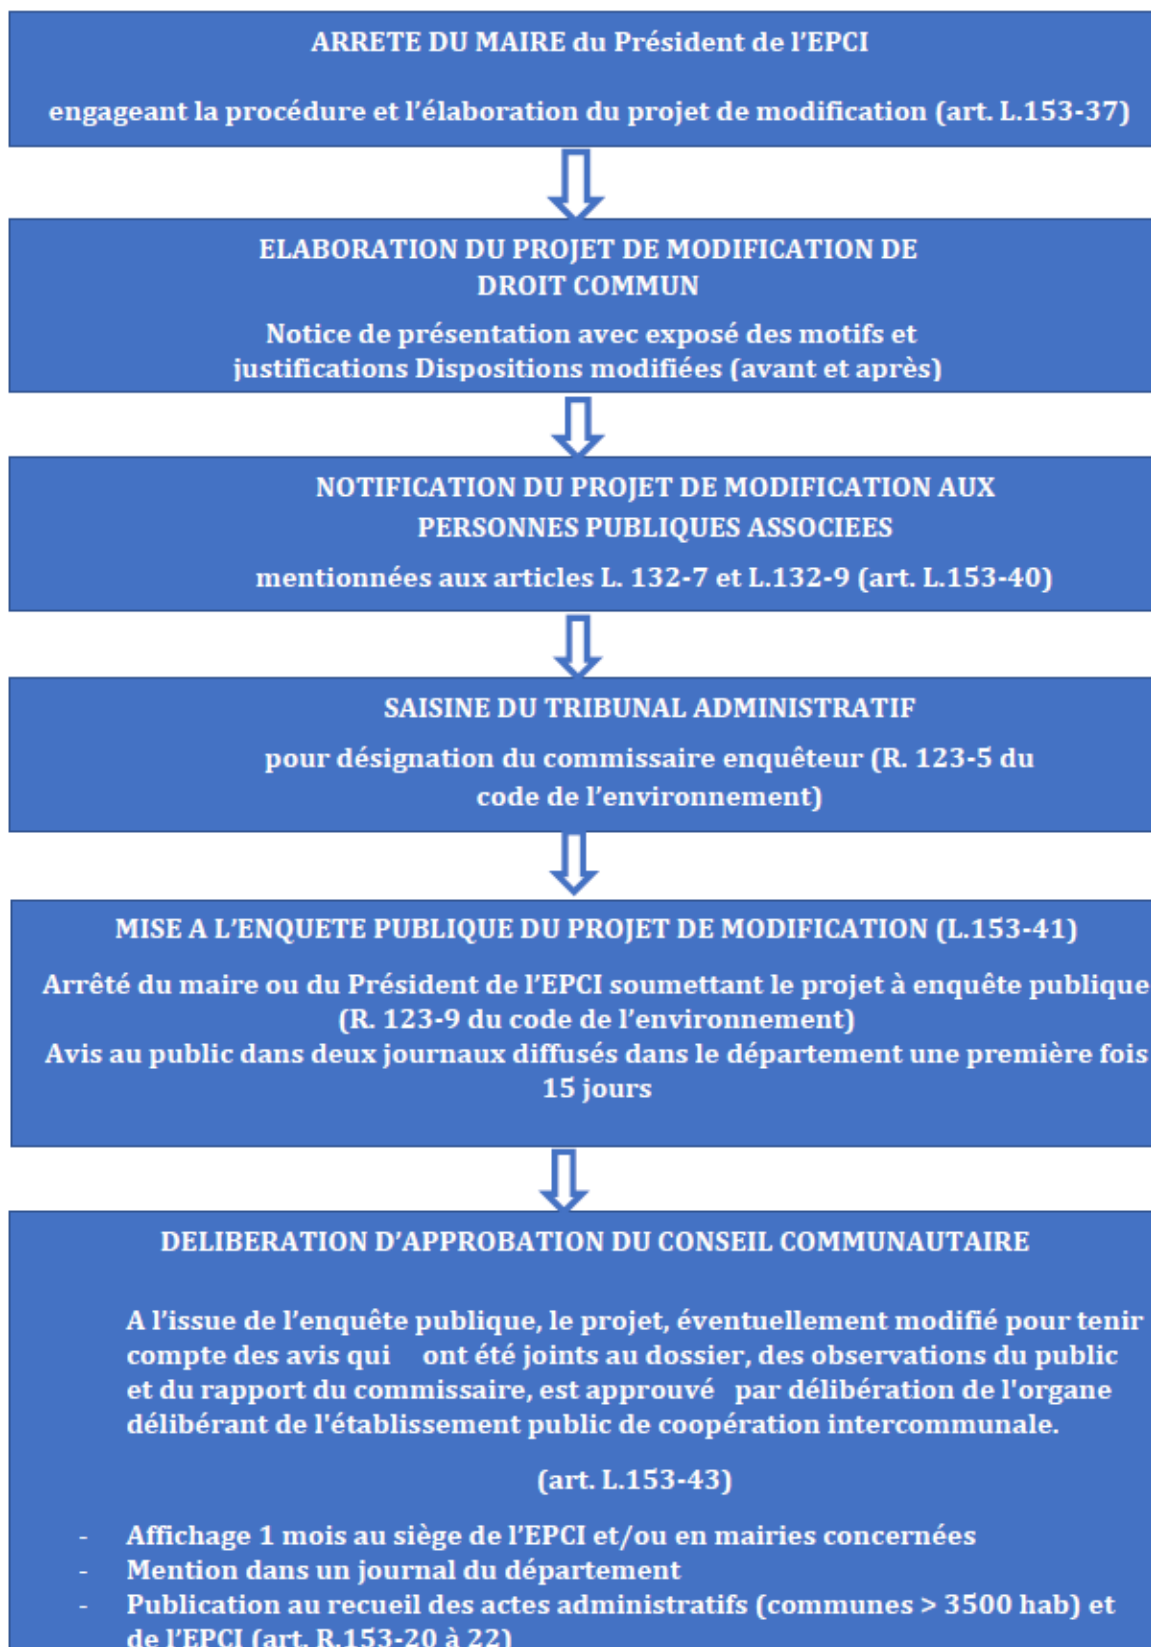 ARRETE DU MAIRE du Président de l’EPCI
engageant la procédure et l’élaboration du projet de modification (art. L.153-37)
ELABORATION DU PROJET DE MODIFICATION DE
DROIT COMMUN
Notice de présentation avec exposé des motifs et
justifications Dispositions modifiées (avant et après)
NOTIFICATION DU PROJET DE MODIFICATION AUX
PERSONNES PUBLIQUES ASSOCIEES
mentionnées aux articles L. 132-7 et L.132-9 (art. L.153-40)
SAISINE DU TRIBUNAL ADMINISTRATIF
pour désignation du commissaire enquêteur (R. 123-5 du
code de l’environnement)
MISE A L’ENQUETE PUBLIQUE DU PROJET DE MODIFICATION (L.153-41)
Arrêté du maire ou du Président de l’EPCI soumettant le projet à enquête publique
(R. 123-9 du code de l’environnement)
Avis au public dans deux journaux diffusés dans le département une première fois
15 jours
DELIBERATION D’APPROBATION DU CONSEIL COMMUNAUTAIRE
A l’issue de l’enquête publique, le projet, éventuellement modifié pour tenir
compte des avis qui ont été joints au dossier, des observations du public
et du rapport du commissaire, est approuvé par délibération de l'organe
délibérant de l'établissement public de coopération intercommunale.
(art. L.153-43)
- Affichage 1 mois au siège de l’EPCI et/ou en mairies concernées
- Mention dans un journal du département
- Publication au recueil des actes administratifs (communes > 3500 hab) et
de l’EPCI (art. R.153-20 à 22)